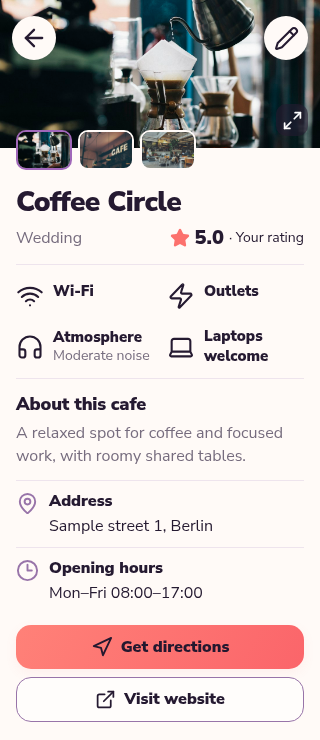 CAFE
Coffee Circle
Wedding
5.0 · Your rating
Wi-Fi
Outlets
Atmosphere
Moderate noise
Laptops
welcome
About this cafe
A relaxed spot for coffee and focused
work, with roomy shared tables.
Address
Sample street 1, Berlin
Opening hours
Mon–Fri 08:00–17:00
Get directions
Visit website